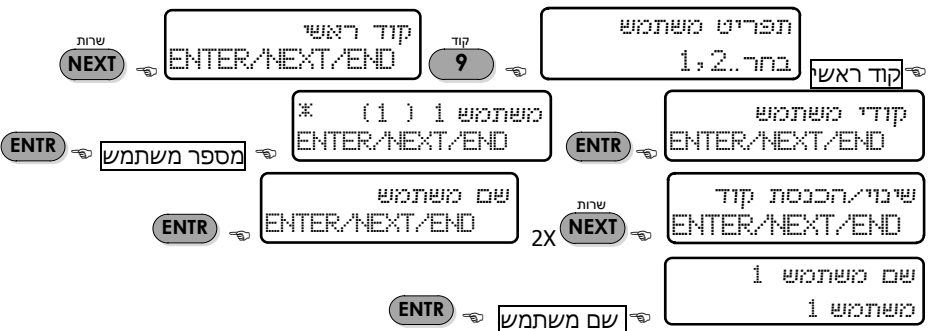 קוד ראשי
תפריט משתמש
בחר..1,2
קוד
9
קוד ראשי
ENTER/NEXT/END
שרות
NEXT
קודי משתמש
ENTER/NEXT/END
ENTR
משתמש 1 ( 1 ) *
ENTER/NEXT/END
מספר משתמש
ENTR
שינוי/הכנסת קוד
ENTER/NEXT/END
שרות
NEXT
2X
שם משתמש
ENTER/NEXT/END
ENTR
שם משתמש 1
משתמש 1
שם משתמש
ENTR